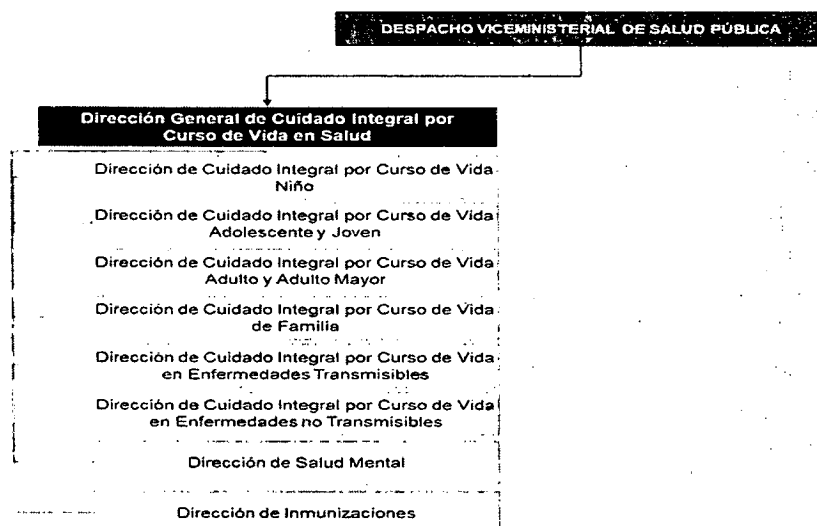 DESPACHO VICEMINISTERIAL DE SALUD PÚBLICA
Dirección General de Cuidado Integral por
Curso de Vida en Salud
Dirección de Cuidado Integral por Curso de Vida
Niño
Dirección de Cuidado Integral por Curso de Vida
Adolescente y Joven
Dirección de Cuidado Integral por Curso de Vida
Adulto y Adulto Mayor
Dirección de Cuidado Integral por Curso de Vida
de Familia
Dirección de Cuidado Integral por Curso de Vida
en Enfermedades Transmisibles
Dirección de Cuidado Integral por Curso de Vida
en Enfermedades no Transmisibles
Dirección de Salud Mental
Dirección de Inmunizaciones